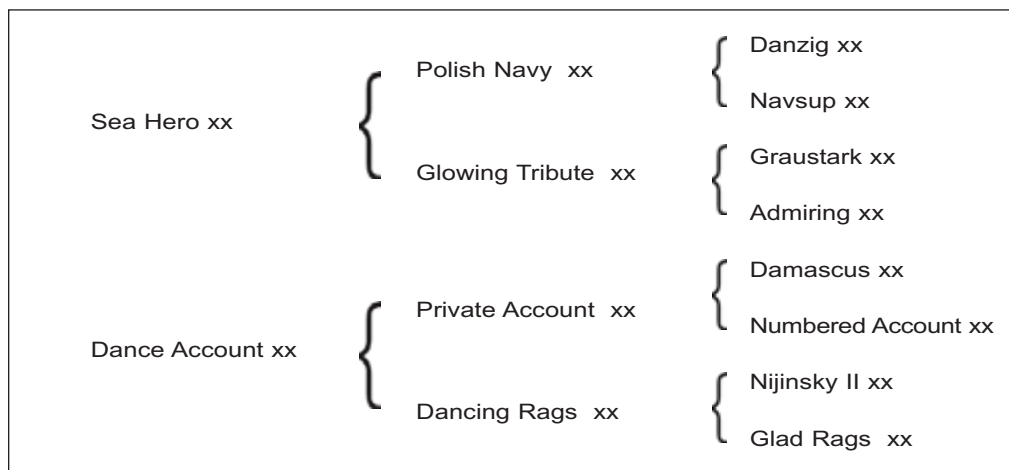 Danzig xx
Polish Navy xx
Navsup xx
Sea Hero xx
Graustark xx
Glowing Tribute xx
Admiring xx
Damascus xx
Private Account xx
Numbered Account xx
Dance Account xx
Nijinsky II xx
Dancing Rags xx
Glad Rags xx